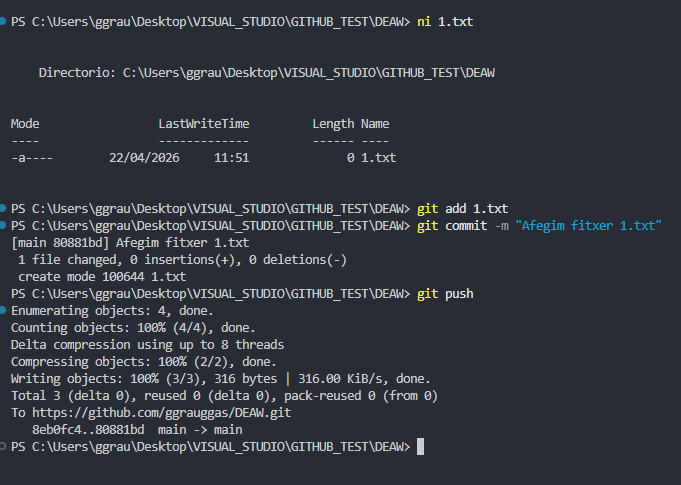 PS C:\Users\ggrau\Desktop\VISUAL_STUDIO\GITHUB_TEST\DEAW> ni 1.txt
Directorio: C:\Users\ggrau\Desktop\VISUAL_STUDIO\GITHUB_TEST\DEAW
Mode LastWriteTime Length Name
---- ------------- ------ ----
-a---- 22/04/2026 11:51 0 1.txt
PS C:\Users\ggrau\Desktop\VISUAL_STUDIO\GITHUB_TEST\DEAW> git add 1.txt
PS C:\Users\ggrau\Desktop\VISUAL_STUDIO\GITHUB_TEST\DEAW> git commit -m "Afegim fitxer 1.txt"
[main 80881bd] Afegim fitxer 1.txt
1 file changed, 0 insertions(+), 0 deletions(-)
create mode 100644 1.txt
PS C:\Users\ggrau\Desktop\VISUAL_STUDIO\GITHUB_TEST\DEAW> git push
Enumerating objects: 4, done.
Counting objects: 100% (4/4), done.
Delta compression using up to 8 threads
Compressing objects: 100% (2/2), done.
Writing objects: 100% (3/3), 316 bytes | 316.00 KiB/s, done.
Total 3 (delta 0), reused 0 (delta 0), pack-reused 0 (from 0)
To https://github.com/ggrauggas/DEAW.git
8eb0fc4..80881bd main -> main
PS C:\Users\ggrau\Desktop\VISUAL_STUDIO\GITHUB_TEST\DEAW>